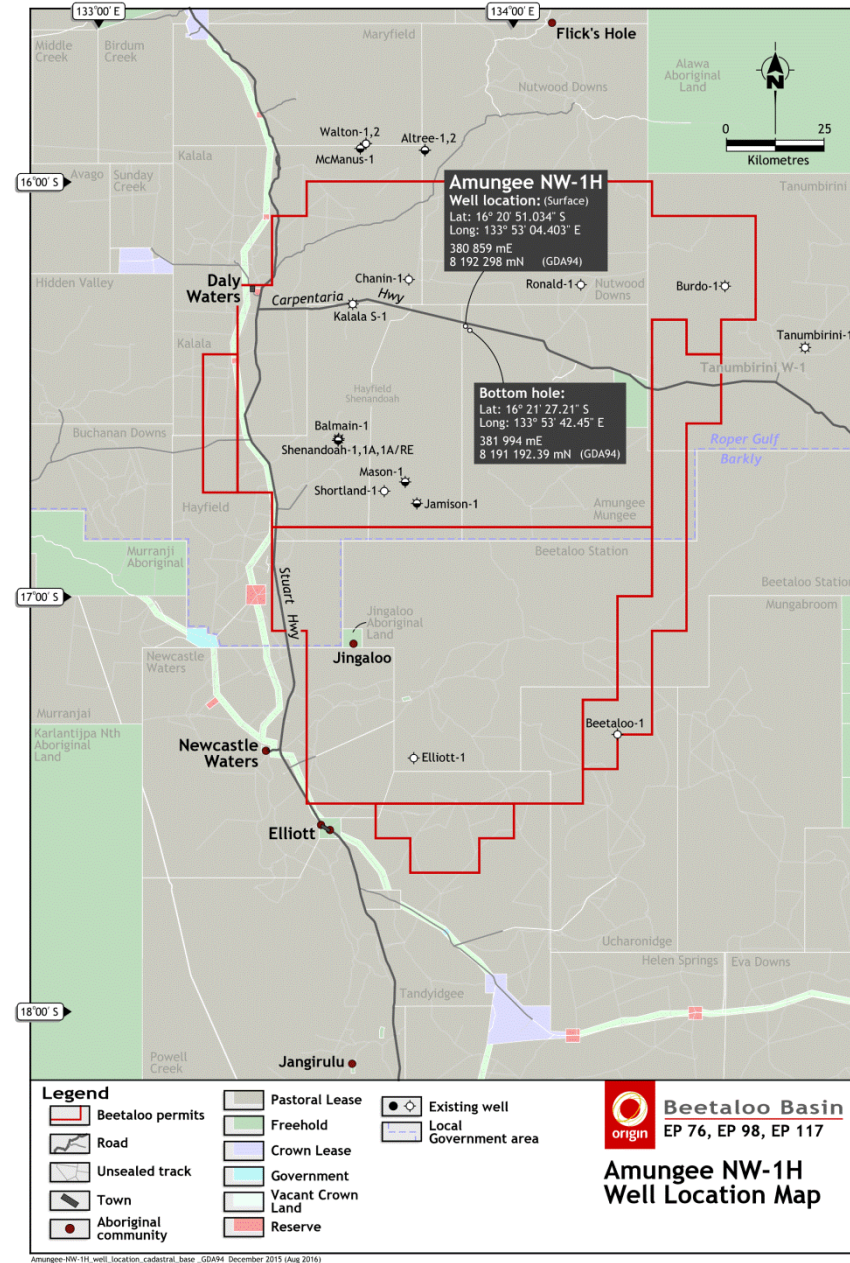 133°00' E
134°00' E
Flick's Hole
Middle
Creek
Birdum
Creek
Maryfield
Nutwood Downs
Alawa
Aboriginal
Land
N
0 25
Kilometres
Walton-1,2
McManus-1
Altree-1,2
Kalala
Avago
Sunday
Creek
16°00' S
Tanumbirini
Amungee NW-1H
Well location: (Surface)
Lat: 16° 20' 51.034" S
Long: 133° 53' 04.403" E
380 859 mE
8 192 298 mN (GDA94)
Hidden Valley
Daly
Waters
Chanin-1
Carpentaria Hwy
Kalala S-1
Ronald-1
Nutwood
Downs
Burdo-1
Tanumbirini-1
Tanumbirini W-1
Kalala
Hayfield
Shenandoah
Bottom hole:
Lat: 16° 21' 27.21" S
Long: 133° 53' 42.45" E
381 994 mE
8 191 192.39 mN (GDA94)
Buchanan Downs
Balmain-1
Shenandoah-1,1A,1A/RE
Roper Gulf
Barkly
Mason-1
Shortland-1
Jamison-1
Hayfield
Amungee
Mungee
Murranji
Aboriginal
Beetaloo Station
Stuart Hwy
17°00' S
Beetaloo Station
Mungabroom
Jingaloo
Aboriginal
Land
Jingaloo
Newcastle
Waters
Murranjai
Karlantijpa Nth
Aboriginal
Land
Newcastle
Waters
Beetaloo-1
Elliott-1
Elliott
Ucharonidge
Helen Springs
Eva Downs
Tandyidgee
18°00' S
Powell
Creek
Jangirulu
Legend
Beetaloo permits
Road
Unsealed track
Town
Aboriginal
community
Pastoral Lease
Freehold
Crown Lease
Government
Vacant Crown
Land
Reserve
Existing well
Local
Government area
origin
Beetaloo Basin
EP 76, EP 98, EP 117
Amungee NW-1H
Well Location Map
Amungee-NW-1H_well_location_cadastral_base _GDA94 December 2015 (Aug 2016)